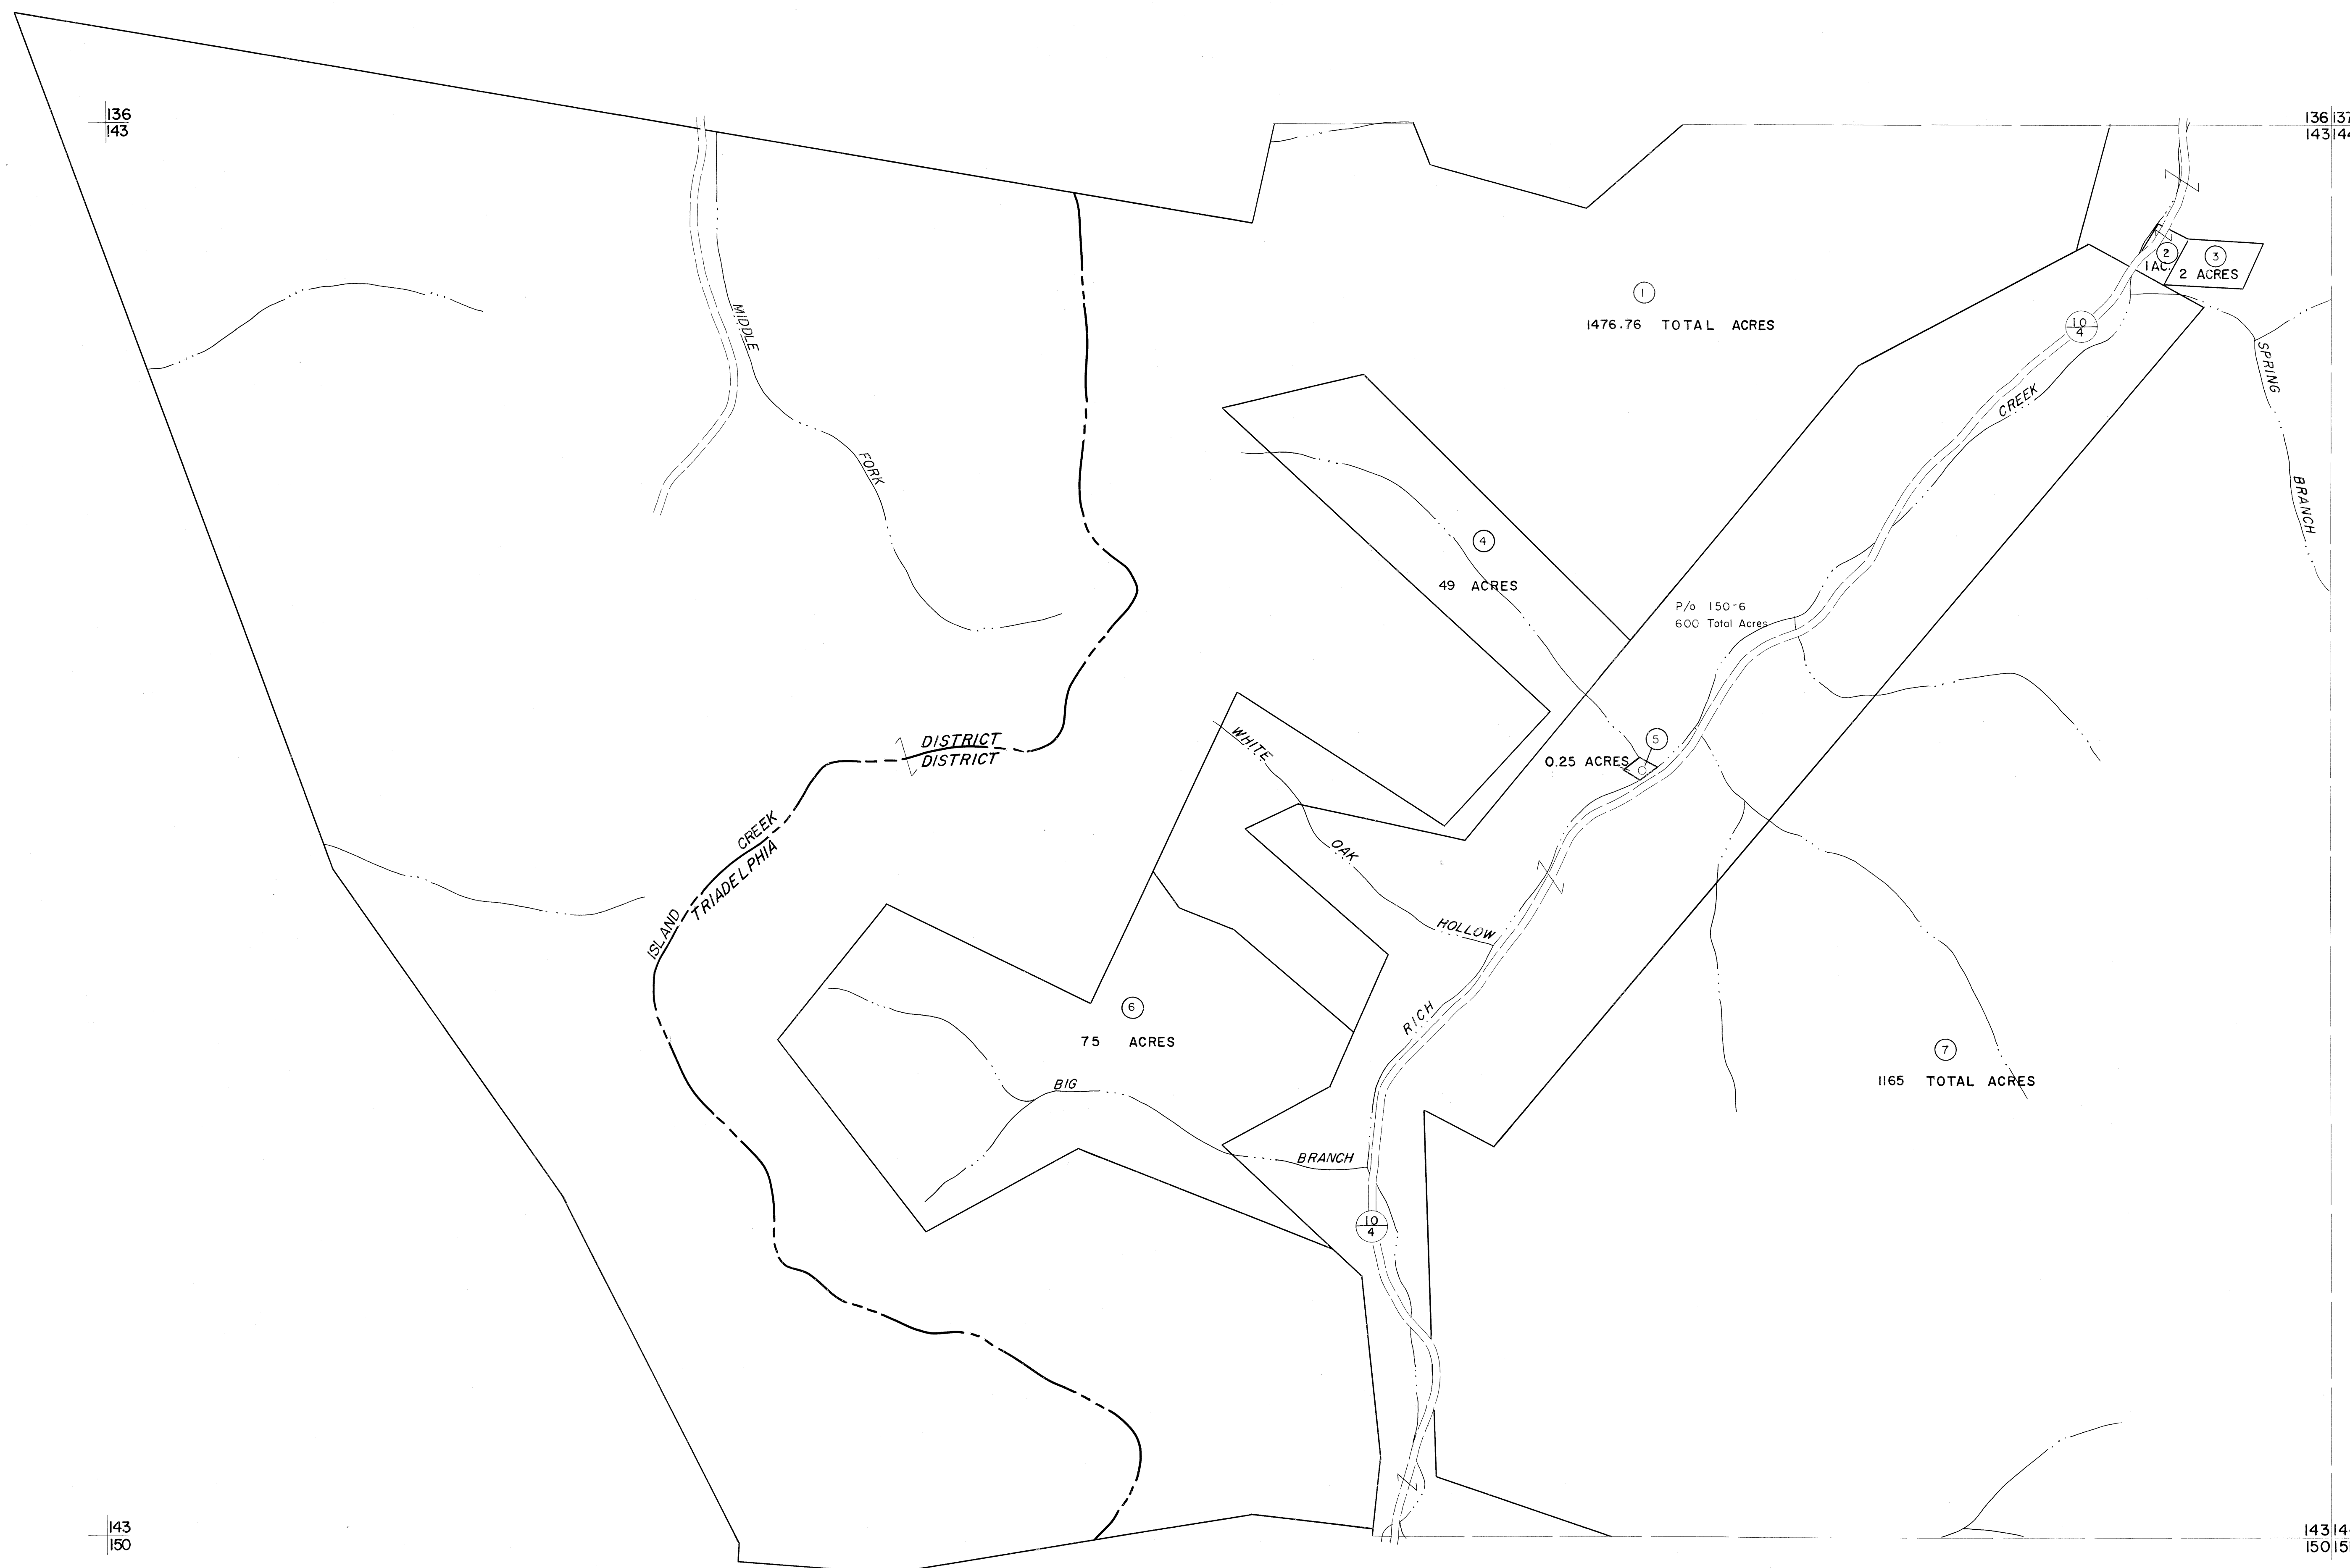 136
143
136 137
143 144
2
1 AC.
3
2 ACRES
1
1476.76 TOTAL ACRES
10
4
MIDDLE
FORK
CREEK
SPRING
BRANCH
4
49 ACRES
P/o 150-6
600 Total Acres
5
0.25 ACRES
DISTRICT
DISTRICT
WHITE
OAK
HOLLOW
ISLAND CREEK
TRIADELPHIA
RICH
6
75 ACRES
BIG
BRANCH
7
1165 TOTAL ACRES
10
4
143
150
143
150